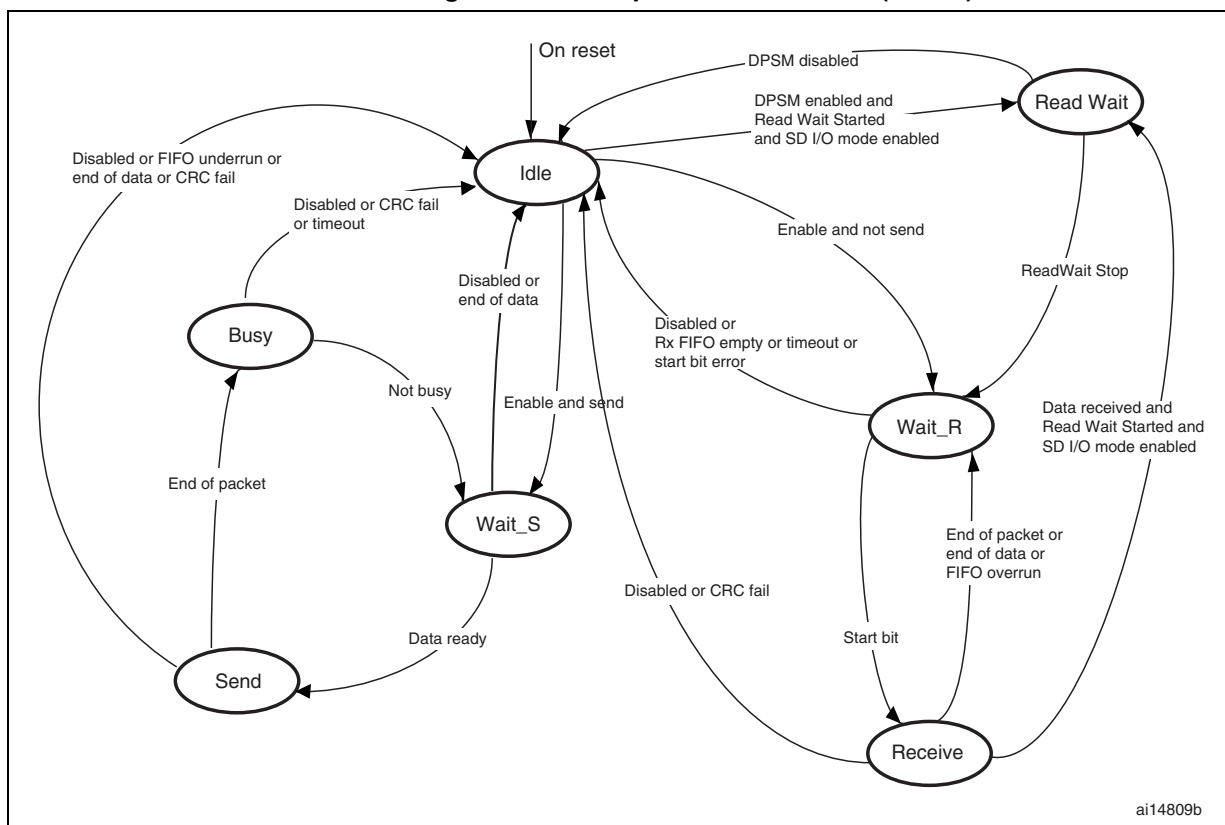 On reset
DPSM disabled
DPSM enabled and
Read Wait Started
and SD I/O mode enabled
Read Wait
Disabled or FIFO underrun or
end of data or CRC fail
Idle
Disabled or CRC fail
or timeout
Enable and not send
Disabled or
end of data
ReadWait Stop
Disabled or
Rx FIFO empty or timeout or
start bit error
Busy
Not busy
Enable and send
Wait_R
Data received and
Read Wait Started and
SD I/O mode enabled
End of packet
Wait_S
End of packet or
end of data or
FIFO overrun
Disabled or CRC fail
Data ready
Start bit
Send
Receive
ai14809b